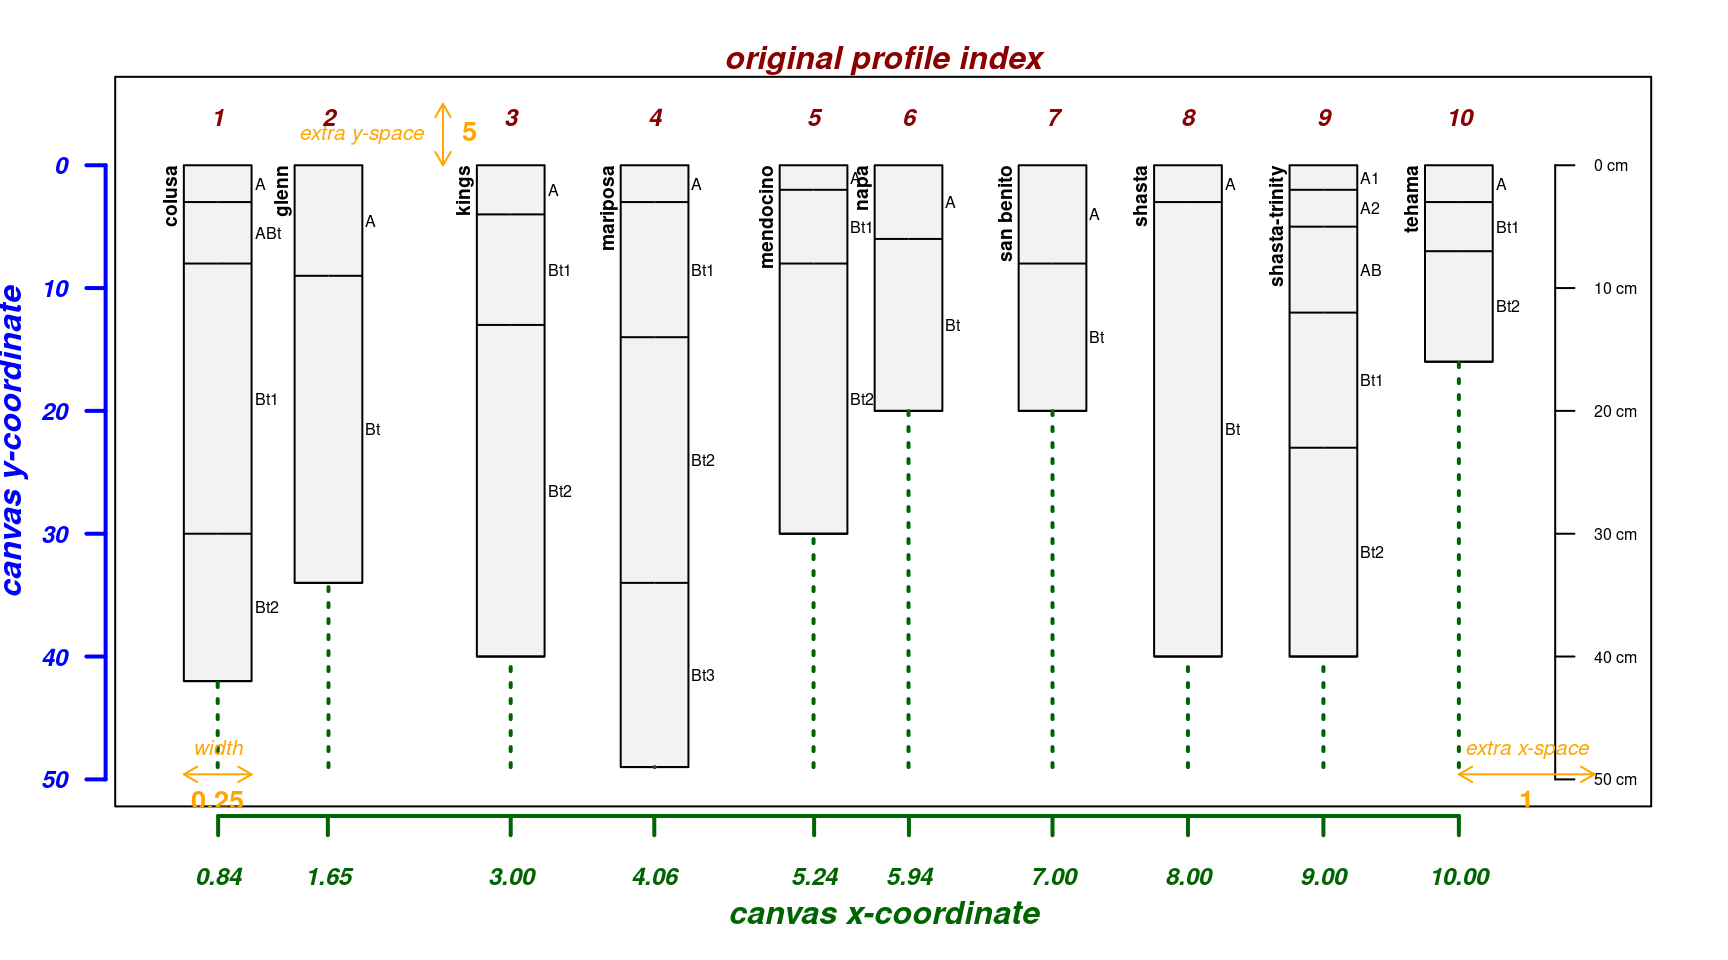 original profile index
1 2 3 4 5 6 7 8 9 10
extra y-space 5
canvas y-coordinate
0
10
20
30
40
50
colusa
A
ABt
Bt1
Bt2
glenn
A
Bt
kings
A
Bt1
Bt2
mariposa
A
Bt1
Bt2
Bt3
mendocino
A
Bt1
Bt2
napa
A
Bt
san benito
A
Bt
shasta
A
Bt
shasta-trinity
A1
A2
AB
Bt1
Bt2
tehama
A
Bt1
Bt2
0 cm
10 cm
20 cm
30 cm
40 cm
50 cm
width
0.25
extra x-space
1
0.84 1.65 3.00 4.06 5.24 5.94 7.00 8.00 9.00 10.00
canvas x-coordinate